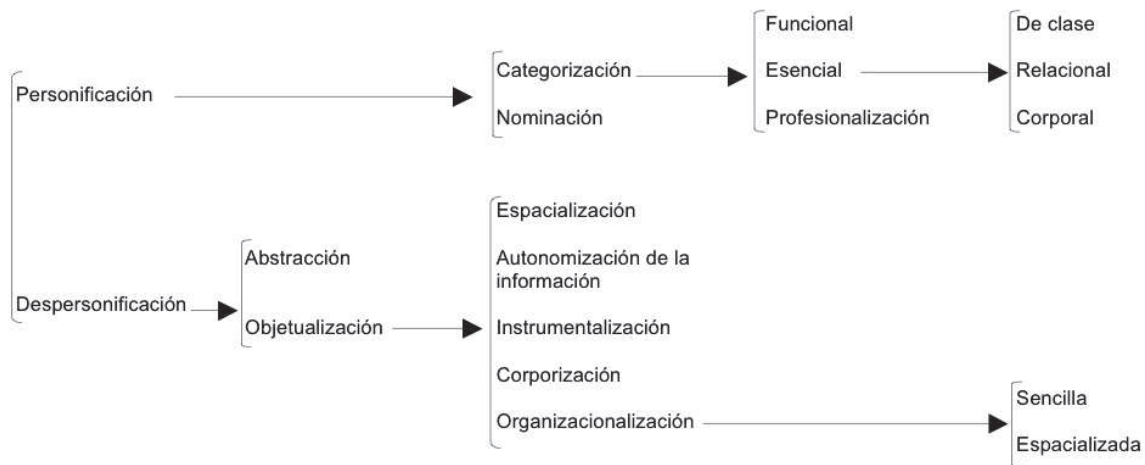 Personificación
Categorización
Nominación
Funcional
Esencial
Profesionalización
De clase
Relacional
Corporal
Despersonificación
Abstracción
Objetualización
Espacialización
Autonomización de la
información
Instrumentalización
Corporización
Organizacionalización
Sencilla
Espacializada